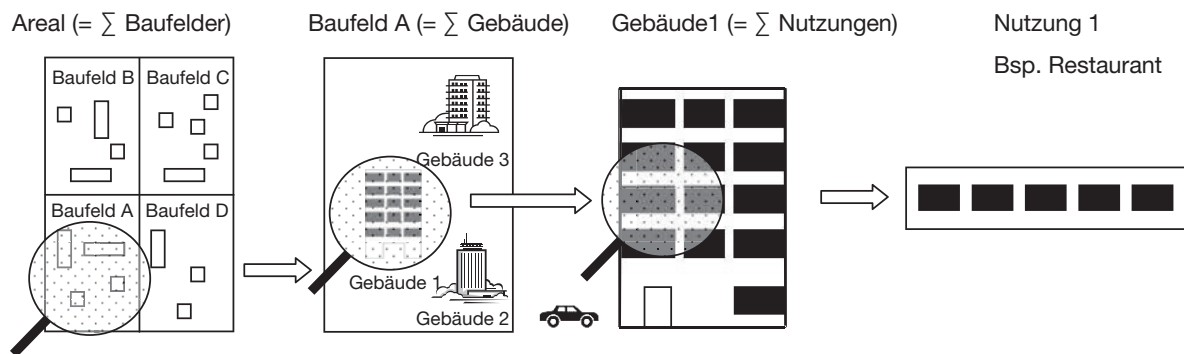 Areal (= ∑ Baufelder)
Baufeld A (= ∑ Gebäude)
Gebäude1 (= ∑ Nutzungen)
Nutzung 1
Bsp. Restaurant
Baufeld B
Baufeld C
Baufeld A
Baufeld D
Gebäude 3
Gebäude 1
Gebäude 2